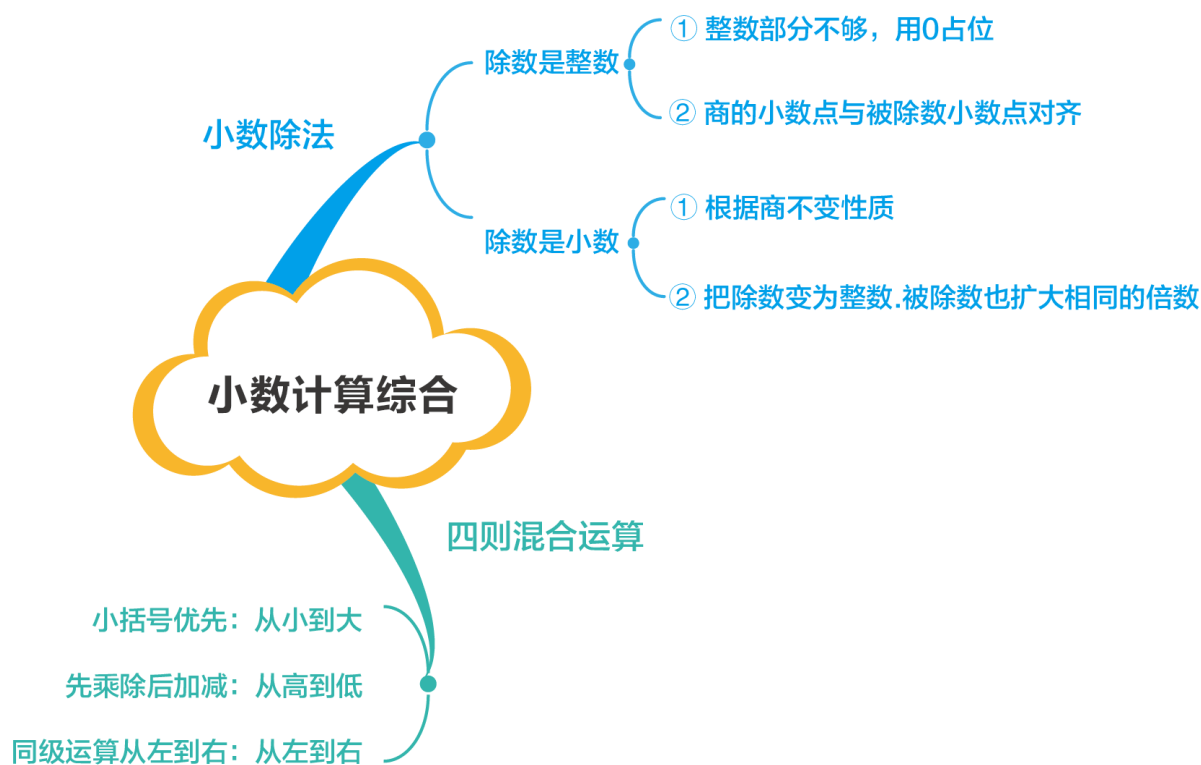 ① 整数部分不够，用0占位
除数是整数
② 商的小数点与被除数小数点对齐
小数除法
① 根据商不变性质
除数是小数
② 把除数变为整数.被除数也扩大相同的倍数
小数计算综合
四则混合运算
小括号优先：从小到大
先乘除后加减：从高到低
同级运算从左到右：从左到右